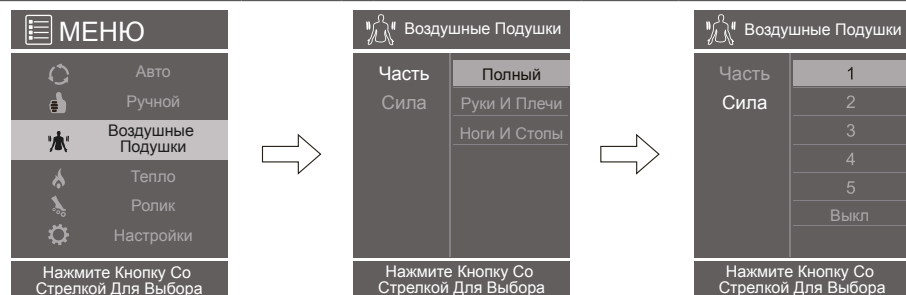 МЕНЮ
Авто
Ручной
Воздушные
Подушки
Тепло
Ролик
Настройки
Нажмите Кнопку Со
Стрелкой Для Выбора
Воздушные Подушки
Часть
Полный
Сила
Руки И Плечи
Ноги И Стопы
Нажмите Кнопку Со
Стрелкой Для Выбора
Воздушные Подушки
Часть
1
Сила
2
3
4
5
Выкл
Нажмите Кнопку Со
Стрелкой Для Выбора